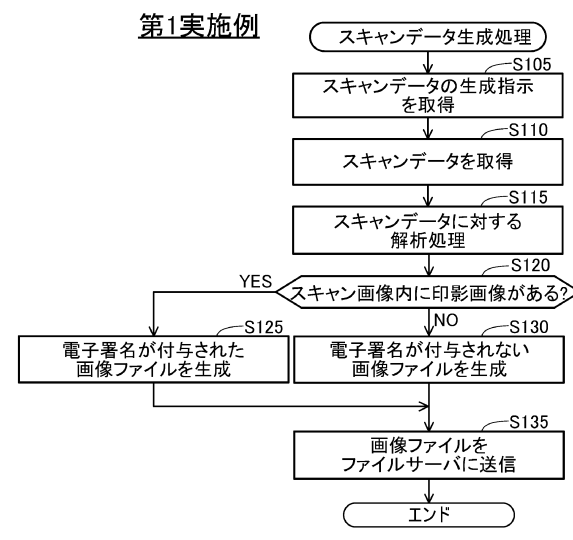 第1実施例
スキャンデータ生成処理
S105
スキャンデータの生成指示
を取得
S110
スキャンデータを取得
S115
スキャンデータに対する
解析処理
S120
スキャン画像内に印影画像がある?
YES
NO
S125
電子署名が付与された
画像ファイルを生成
S130
電子署名が付与されない
画像ファイルを生成
S135
画像ファイルを
ファイルサーバに送信
エンド